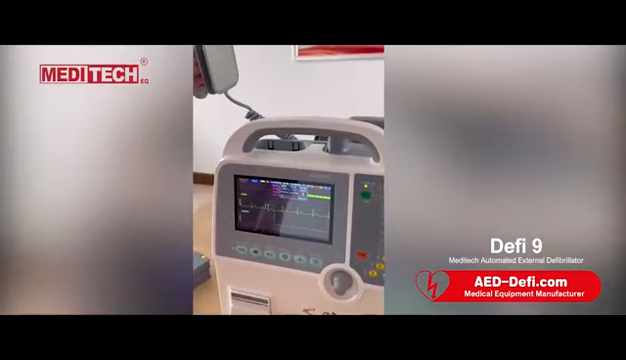 MEDITECH®
EQ
Defi 9
Meditech Automated External Defibrillator
AED-Defi.com
Medical Equipment Manufacturer